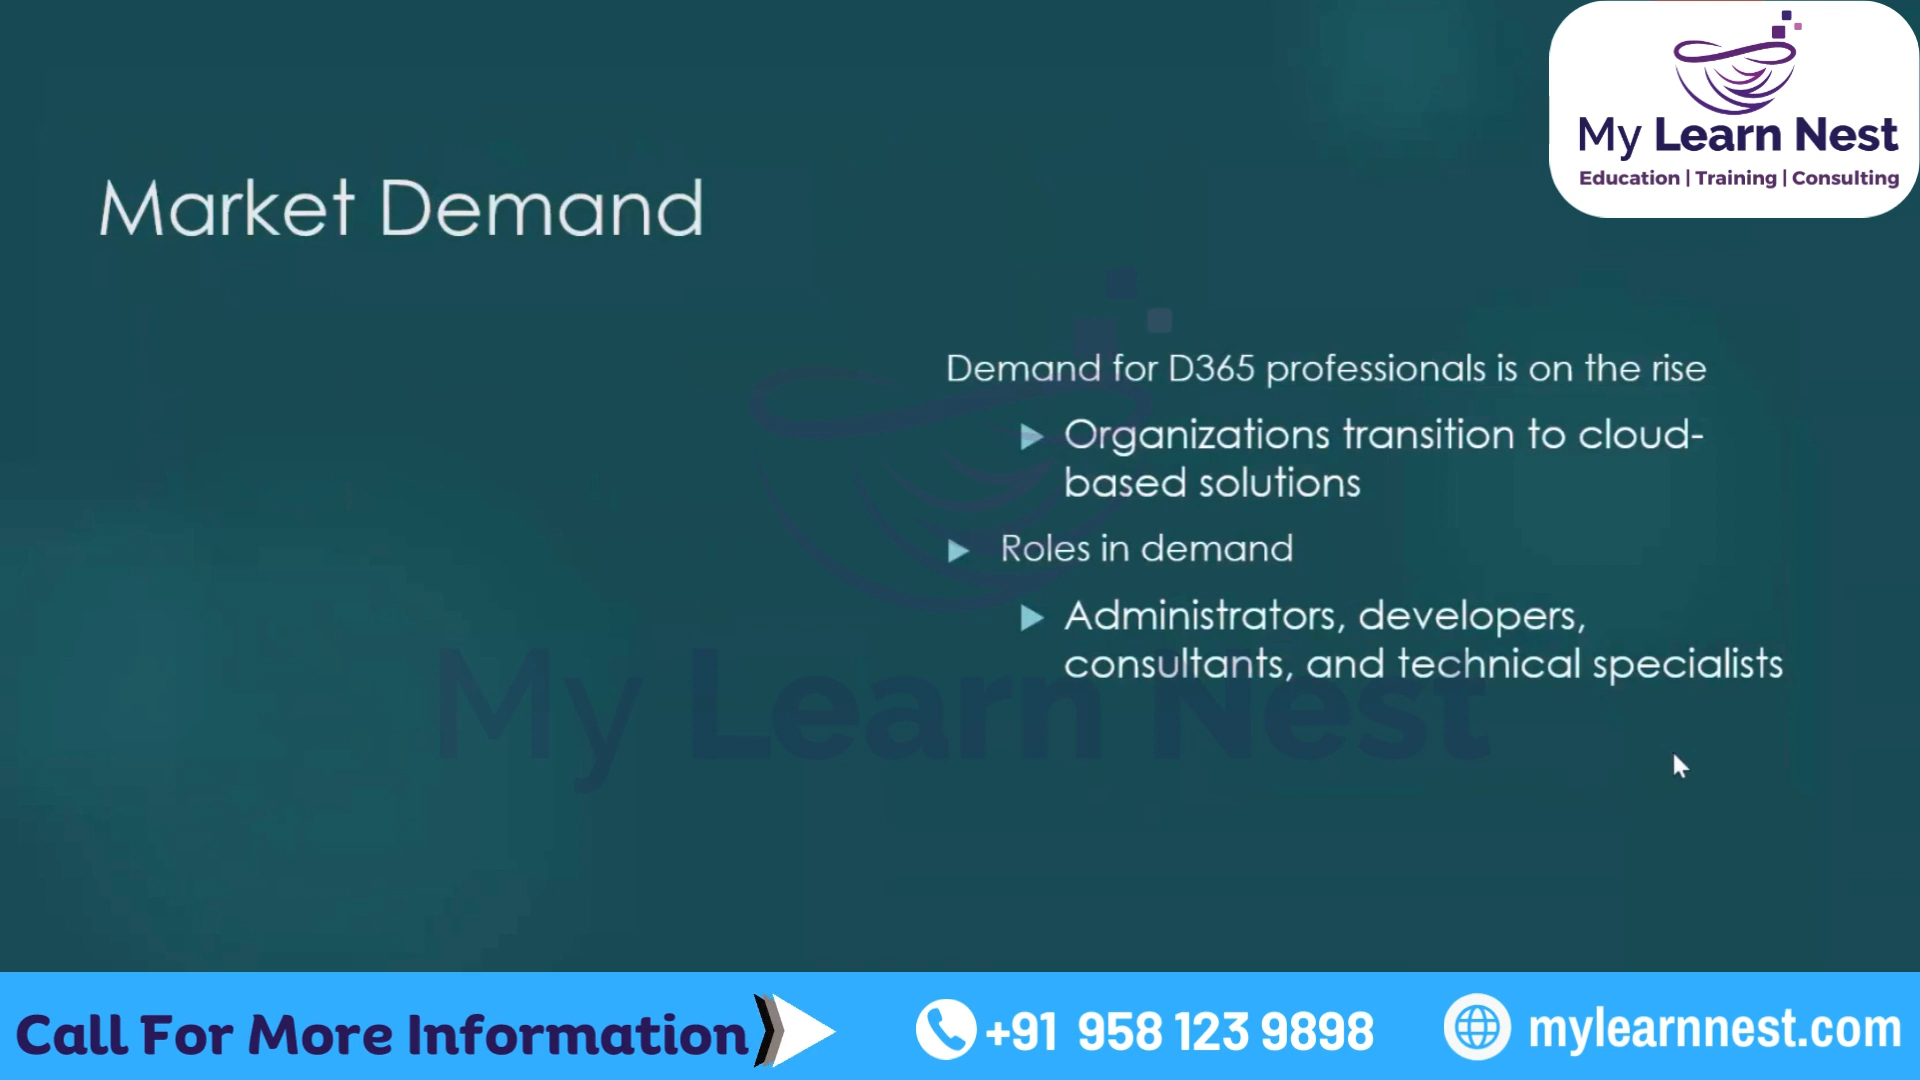 My Learn Nest
Education | Training | Consulting
Market Demand
Demand for D365 professionals is on the rise
Organizations transition to cloud-
based solutions
Roles in demand
Administrators, developers,
consultants, and technical specialists
My Learn Nest
Call For More Information
+91 958 123 9898
mylearnnest.com